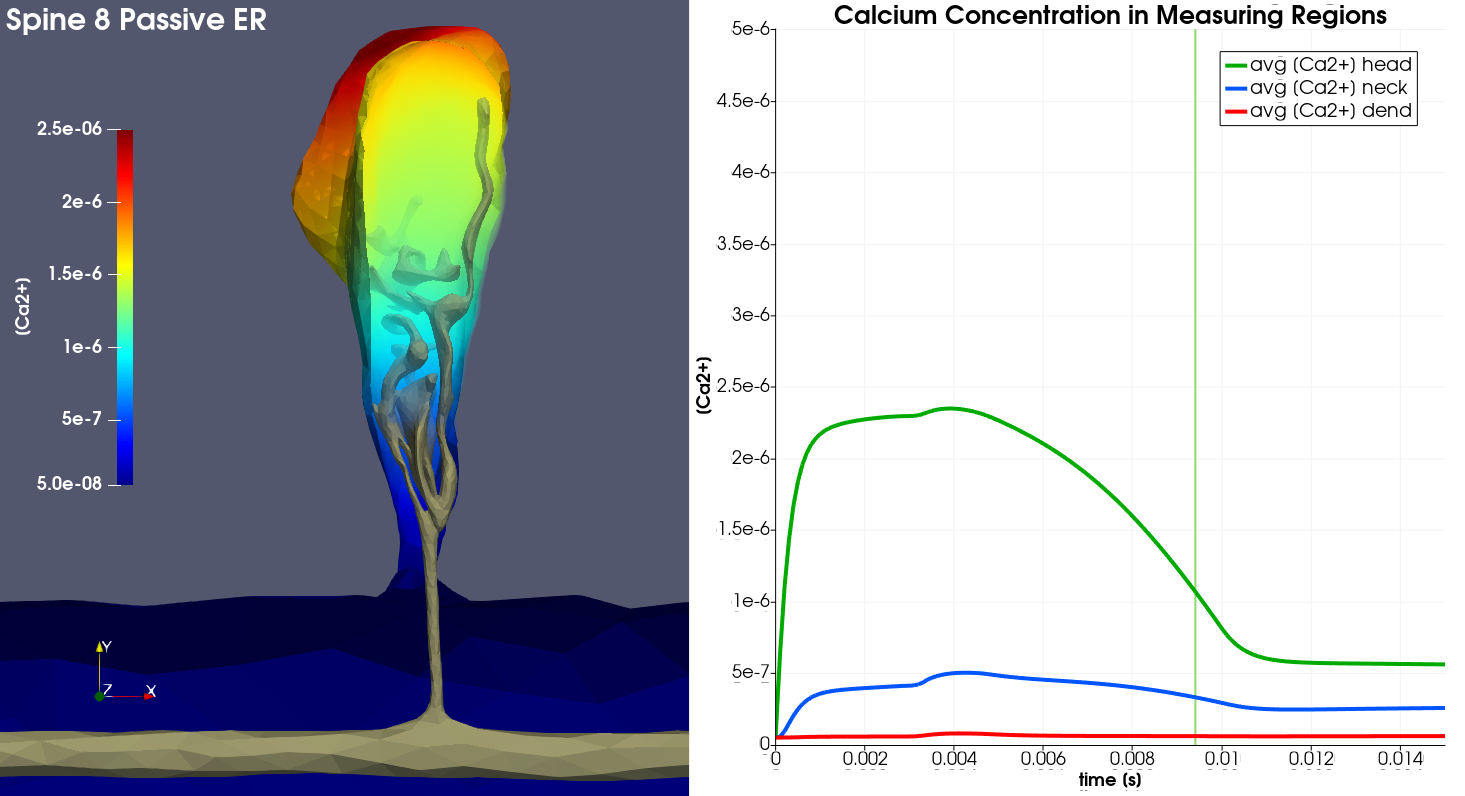 Spine 8 Passive ER
2.5e-06
2e-6
1.5e-6
1e-6
5e-7
5.0e-08
(Ca2+)
Y
Z
X
Calcium Concentration in Measuring Regions
avg (Ca2+) head
avg (Ca2+) neck
avg (Ca2+) dend
5e-6
4.5e-6
4e-6
3.5e-6
3e-6
2.5e-6
2e-6
1.5e-6
1e-6
5e-7
0
(Ca2+)
0 0.002 0.004 0.006 0.008 0.01 0.012 0.014
time (s)